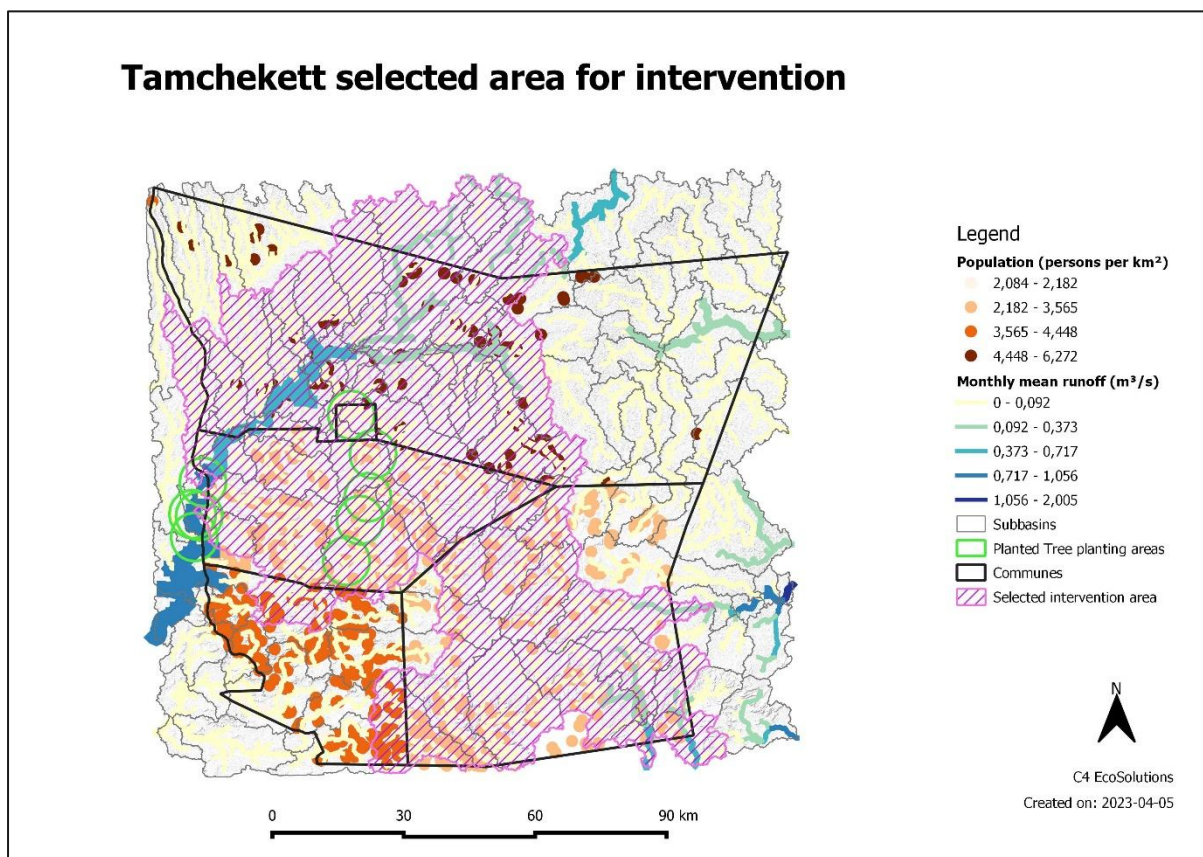 Tamchekett selected area for intervention
Legend
Population (persons per km²)
2,084 - 2,182
2,182 - 3,565
3,565 - 4,448
4,448 - 6,272
Monthly mean runoff (m³/s)
0 - 0,092
0,092 - 0,373
0,373 - 0,717
0,717 - 1,056
1,056 - 2,005
Subbasins
Planted Tree planting areas
Communes
Selected intervention area
N
C4 EcoSolutions
Created on: 2023-04-05
0 30 60 90 km